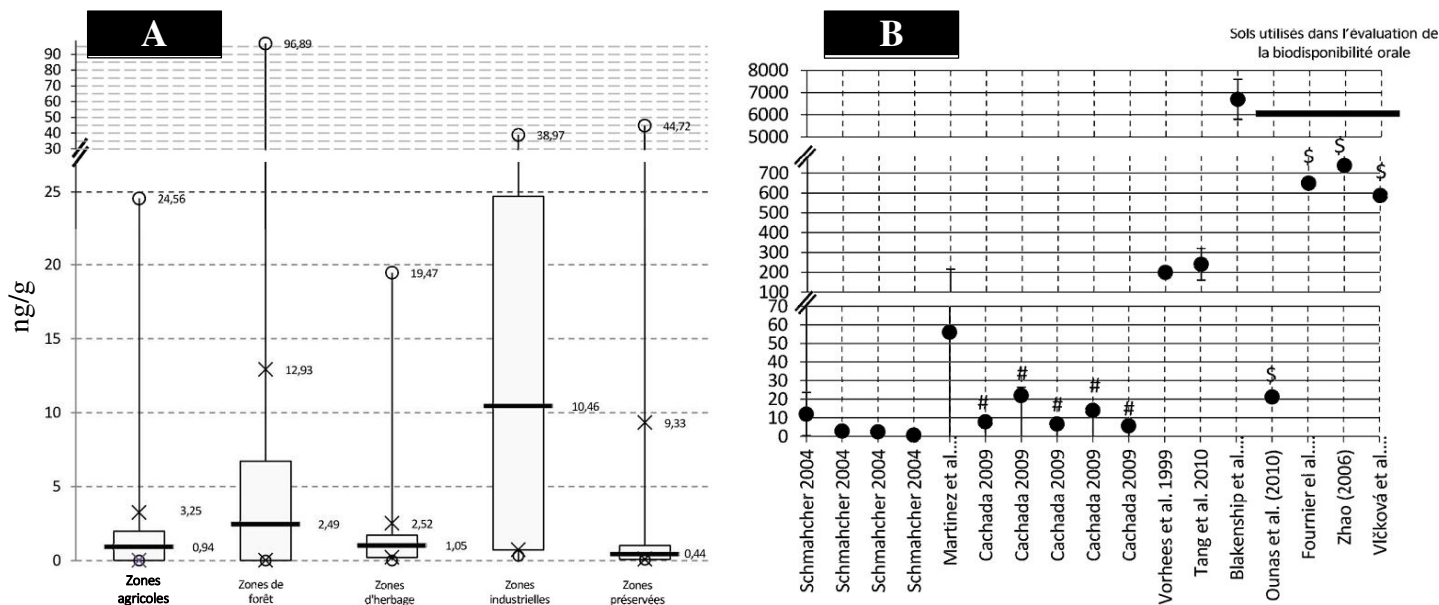 A
B
Sols utilisés dans l'évaluation de
la biodisponibilité orale
ng/g
90
80
70
60
50
40
30
25
20
15
10
5
0
96,89
38,97
44,72
24,56
19,47
12,93
10,46
9,33
3,25
2,49
2,52
0,94
1,05
0,44
Zones
agricoles
Zones de
forêt
Zones
d'herbage
Zones
industrielles
Zones
préservées
8000
7000
6000
5000
700
600
500
400
300
200
100
70
60
50
40
30
20
10
0
$
$
$
$
#
#
#
#
#
Schmahcher 2004
Schmahcher 2004
Schmahcher 2004
Schmahcher 2004
Martinez et al....
Cachada 2009
Cachada 2009
Cachada 2009
Cachada 2009
Cachada 2009
Vorhees et al. 1999
Tang et al. 2010
Blakenship et al...
Ounas et al. (2010)
Fournier el al...
Zhao (2006)
Vlčková et al...